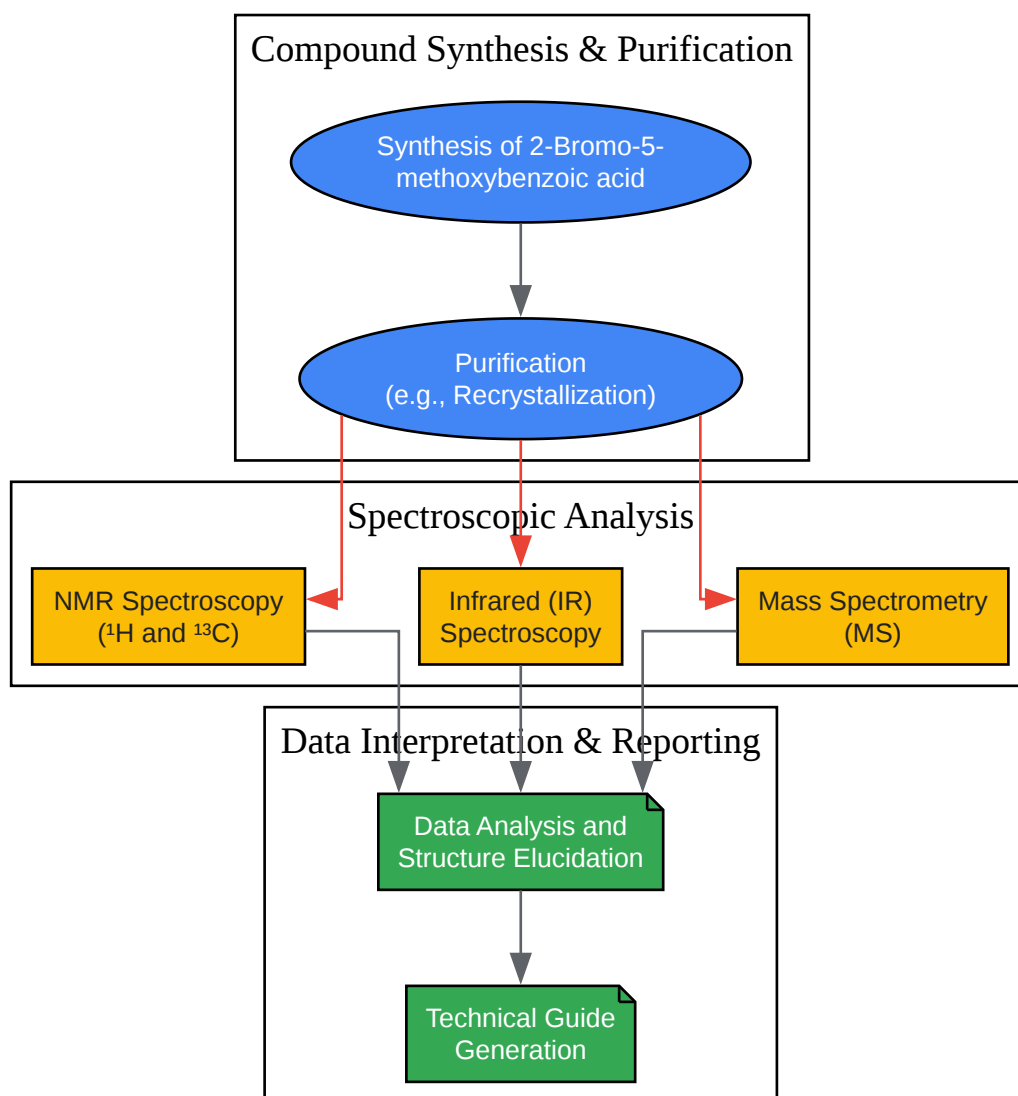 Compound Synthesis & Purification
Synthesis of 2-Bromo-5-
methoxybenzoic acid
Purification
(e.g., Recrystallization)
Spectroscopic Analysis
NMR Spectroscopy
(¹H and ¹³C)
Infrared (IR)
Spectroscopy
Mass Spectrometry
(MS)
Data Interpretation & Reporting
Data Analysis and
Structure Elucidation
Technical Guide
Generation